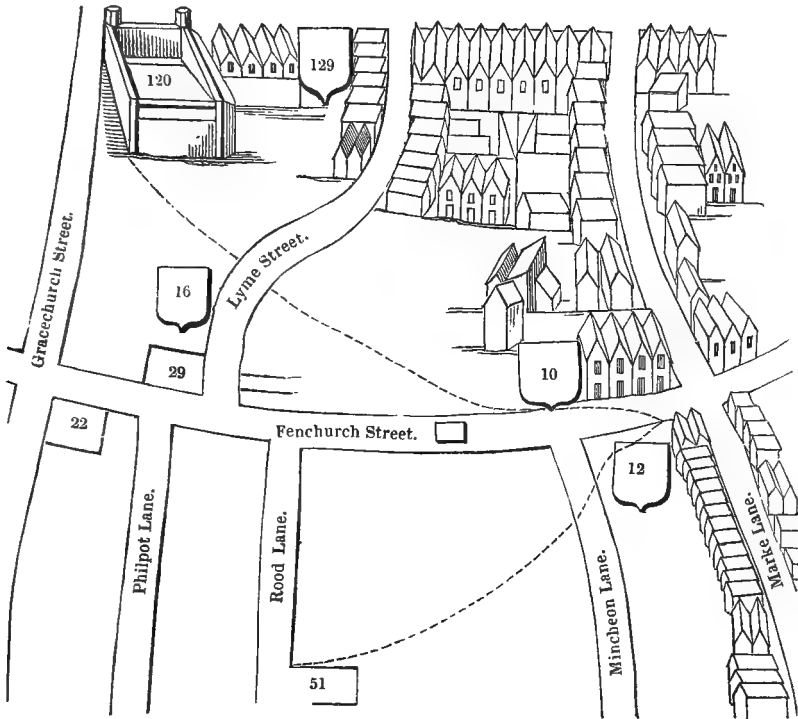 120
129
Gracechurch Street.
Lyme Street.
16
29
10
22
Fenchurch Street.
12
Philpot Lane.
Rood Lane.
Mincheon Lane.
Marke Lane.
51